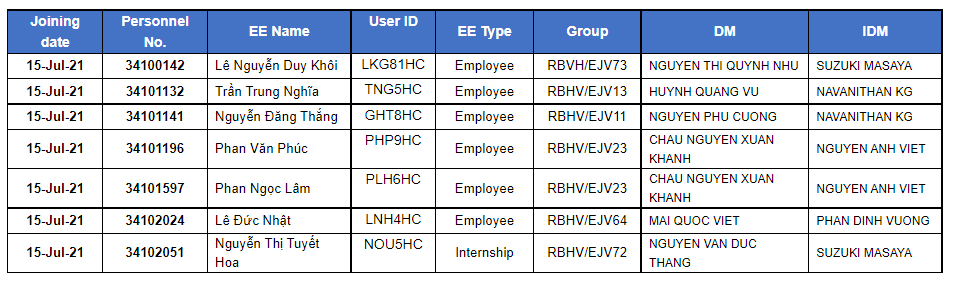 Joining date | Personnel No. | EE Name | User ID | EE Type | Group | DM | IDM
15-Jul-21 | 34100142 | Lê Nguyễn Duy Khôi | LKG81HC | Employee | RBVH/EJV73 | NGUYEN THI QUYNH NHU | SUZUKI MASAYA
15-Jul-21 | 34101132 | Trần Trung Nghĩa | TNG5HC | Employee | RBHV/EJV13 | HUYNH QUANG VU | NAVANITHAN KG
15-Jul-21 | 34101141 | Nguyễn Đăng Thắng | GHT8HC | Employee | RBHV/EJV11 | NGUYEN PHU CUONG | NAVANITHAN KG
15-Jul-21 | 34101196 | Phan Văn Phúc | PHP9HC | Employee | RBHV/EJV23 | CHAU NGUYEN XUAN KHANH | NGUYEN ANH VIET
15-Jul-21 | 34101597 | Phan Ngọc Lâm | PLH6HC | Employee | RBHV/EJV23 | CHAU NGUYEN XUAN KHANH | NGUYEN ANH VIET
15-Jul-21 | 34102024 | Lê Đức Nhật | LNH4HC | Employee | RBHV/EJV64 | MAI QUOC VIET | PHAN DINH VUONG
15-Jul-21 | 34102051 | Nguyễn Thị Tuyết Hoa | NOU5HC | Internship | RBHV/EJV72 | NGUYEN VAN DUC THANG | SUZUKI MASAYA